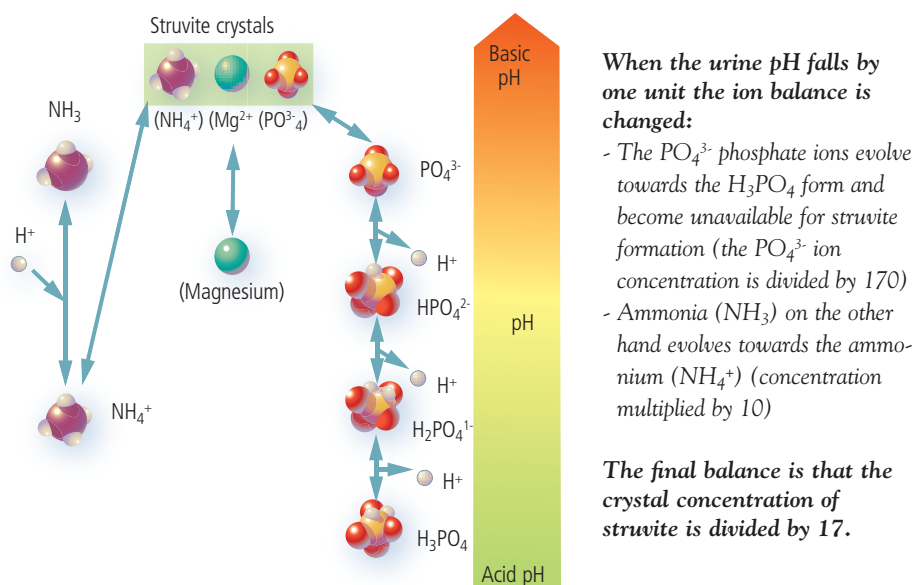 Struvite crystals
(NH₄⁺) (Mg²⁺ (PO³⁻₄)
NH₃
H⁺
NH₄⁺
(Magnesium)
PO₄³⁻
H⁺
HPO₄²⁻
H⁺
H₂PO₄¹⁻
H⁺
H₃PO₄
Basic
pH
pH
Acid pH
When the urine pH falls by
one unit the ion balance is
changed:
- The PO₄³⁻ phosphate ions evolve
towards the H₃PO₄ form and
become unavailable for struvite
formation (the PO₄³⁻ ion
concentration is divided by 170)
- Ammonia (NH₃) on the other
hand evolves towards the ammo-
nium (NH₄⁺) (concentration
multiplied by 10)
The final balance is that the
crystal concentration of
struvite is divided by 17.